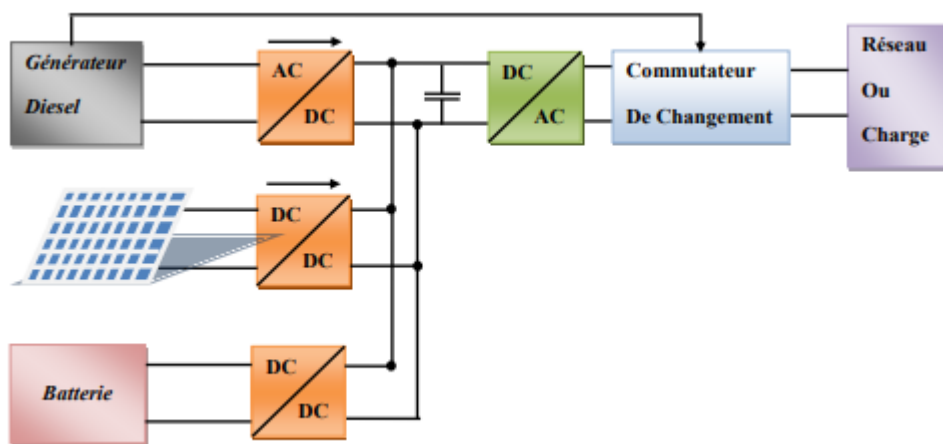 Générateur
Diesel
AC
DC
DC
AC
Commutateur
De Changement
Réseau
Ou
Charge
DC
DC
Batterie
DC
DC